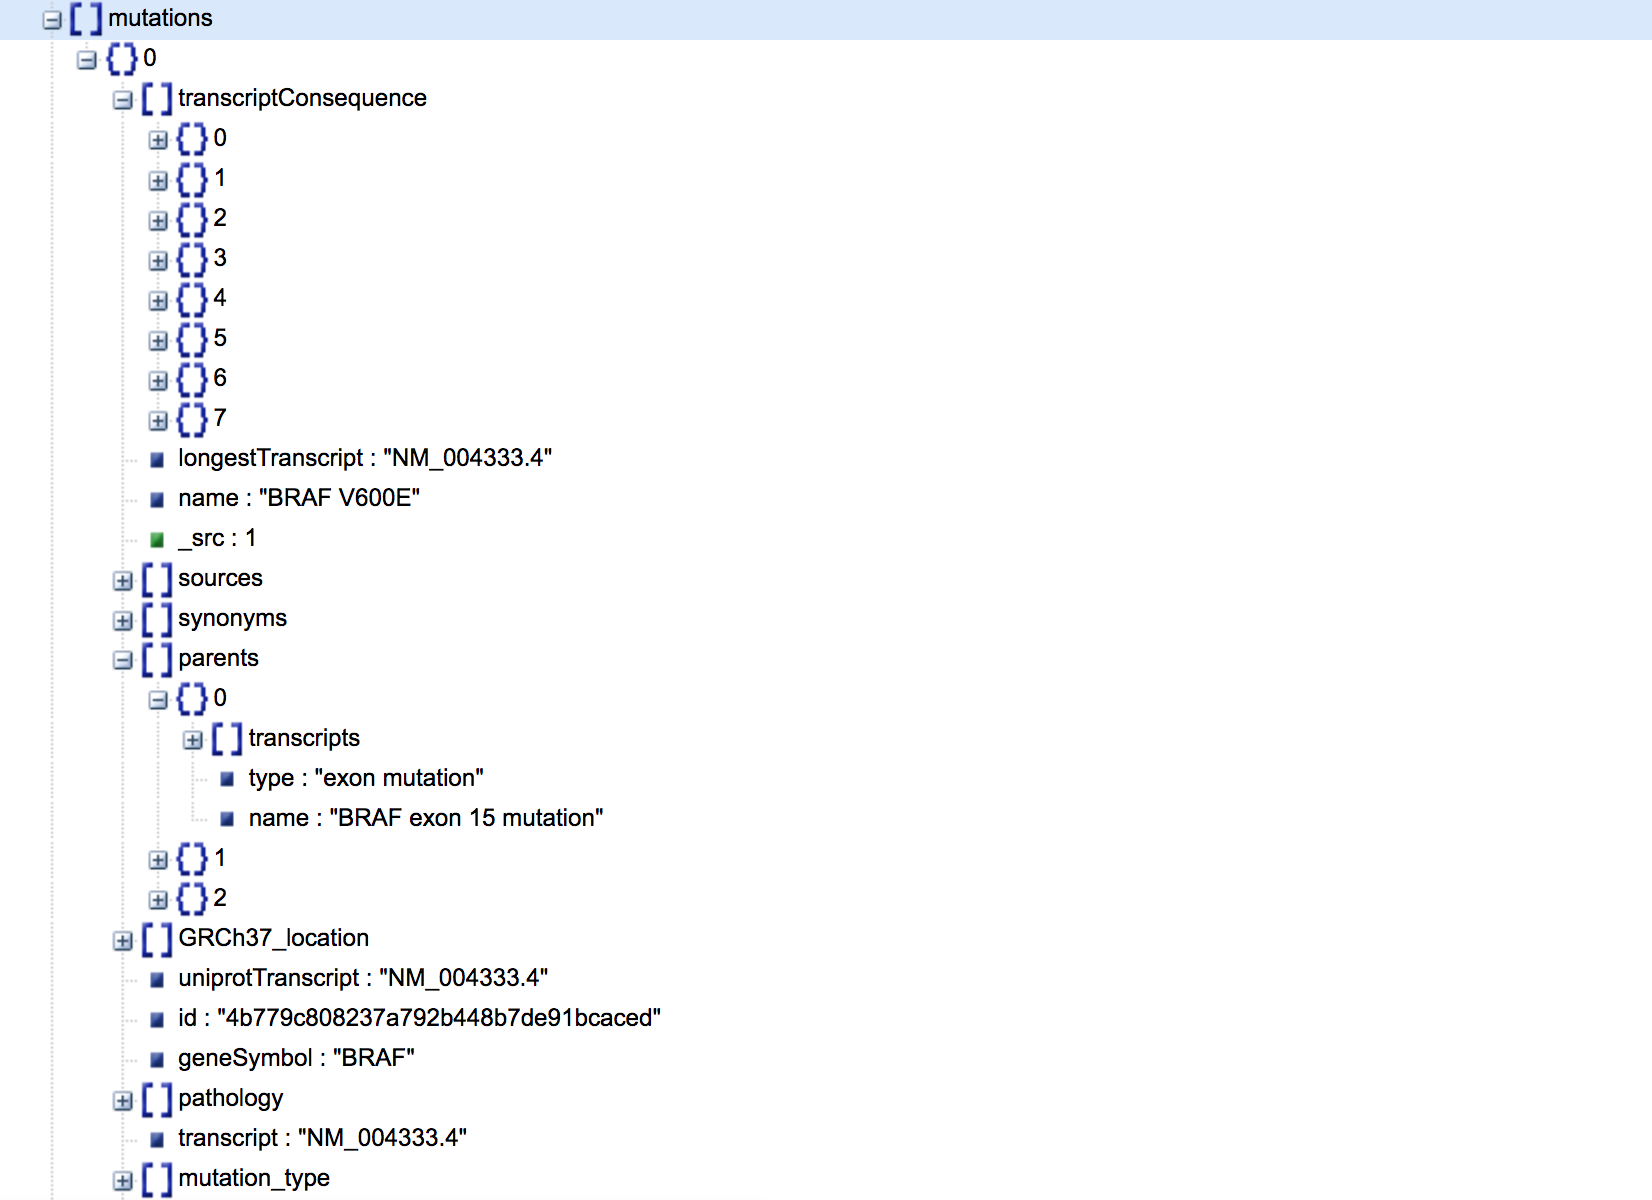 mutations
0
transcriptConsequence
0
1
2
3
4
5
6
7
longestTranscript : "NM_004333.4"
name : "BRAF V600E"
_src : 1
sources
synonyms
parents
0
transcripts
type : "exon mutation"
name : "BRAF exon 15 mutation"
1
2
GRCh37_location
uniprotTranscript : "NM_004333.4"
id : "4b779c808237a792b448b7de91bcaced"
geneSymbol : "BRAF"
pathology
transcript : "NM_004333.4"
mutation_type